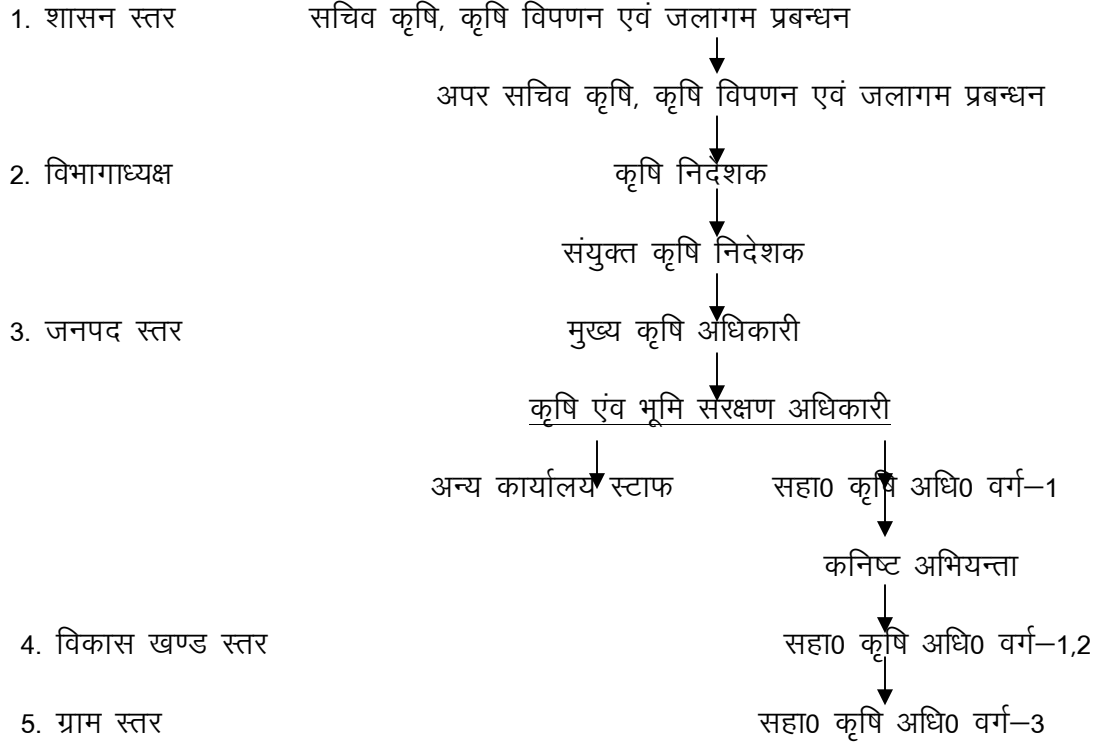 1. शासन स्तर सचिव कृषि, कृषि विपणन एवं जलागम प्रबन्धन
अपर सचिव कृषि, कृषि विपणन एवं जलागम प्रबन्धन
2. विभागाध्यक्ष कृषि निदेशक
संयुक्त कृषि निदेशक
3. जनपद स्तर मुख्य कृषि अधिकारी
कृषि एंव भूमि संरक्षण अधिकारी
अन्य कार्यालय स्टाफ सहा0 कृषि अधि0 वर्ग–1
कनिष्ट अभियन्ता
4. विकास खण्ड स्तर सहा0 कृषि अधि0 वर्ग–1,2
5. ग्राम स्तर सहा0 कृषि अधि0 वर्ग–3